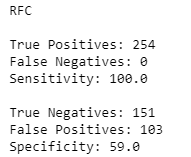 RFC
True Positives: 254
False Negatives: 0
Sensitivity: 100.0
True Negatives: 151
False Positives: 103
Specificity: 59.0